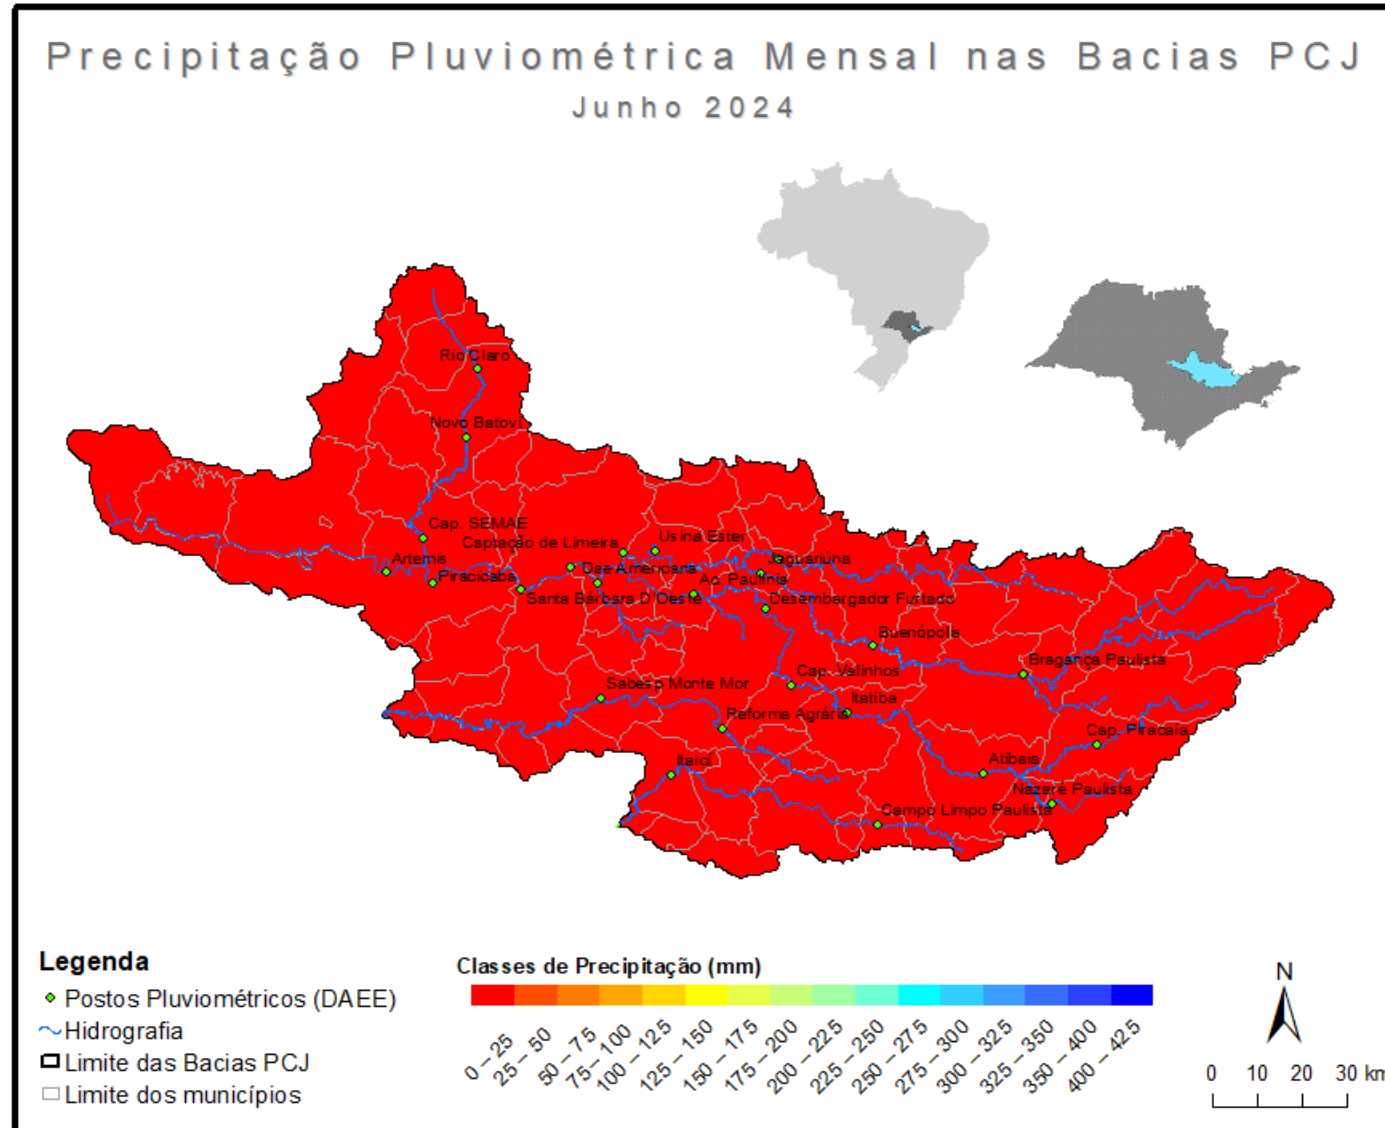 Precipitação Pluviométrica Mensal nas Bacias PCJ
Junho 2024
Rio Claro
Novo Batovi
Cap. SEMAE
Captação de Limeira
Usina Ester
Jaguariúna
Artemis
Piracicaba
Dae Americana
Ac. Paulinia
Santa Bárbara D'Oeste
Desembargador Furtado
Buenópolis
Bragança Paulista
Cap. Valinhos
Sabesp Monte Mor
Itatiba
Reforma Agrária
Cap. Piracaia
Itaici
Atibaia
Nazaré Paulista
Campo Limpo Paulista
Legenda
Postos Pluviométricos (DAEE)
Hidrografia
Limite das Bacias PCJ
Limite dos municípios
Classes de Precipitação (mm)
0 – 25
25 – 50
50 – 75
75 – 100
100 – 125
125 – 150
150 – 175
175 – 200
200 – 225
225 – 250
250 – 275
275 – 300
300 – 325
325 – 350
350 – 400
400 – 425
N
0 10 20 30 km